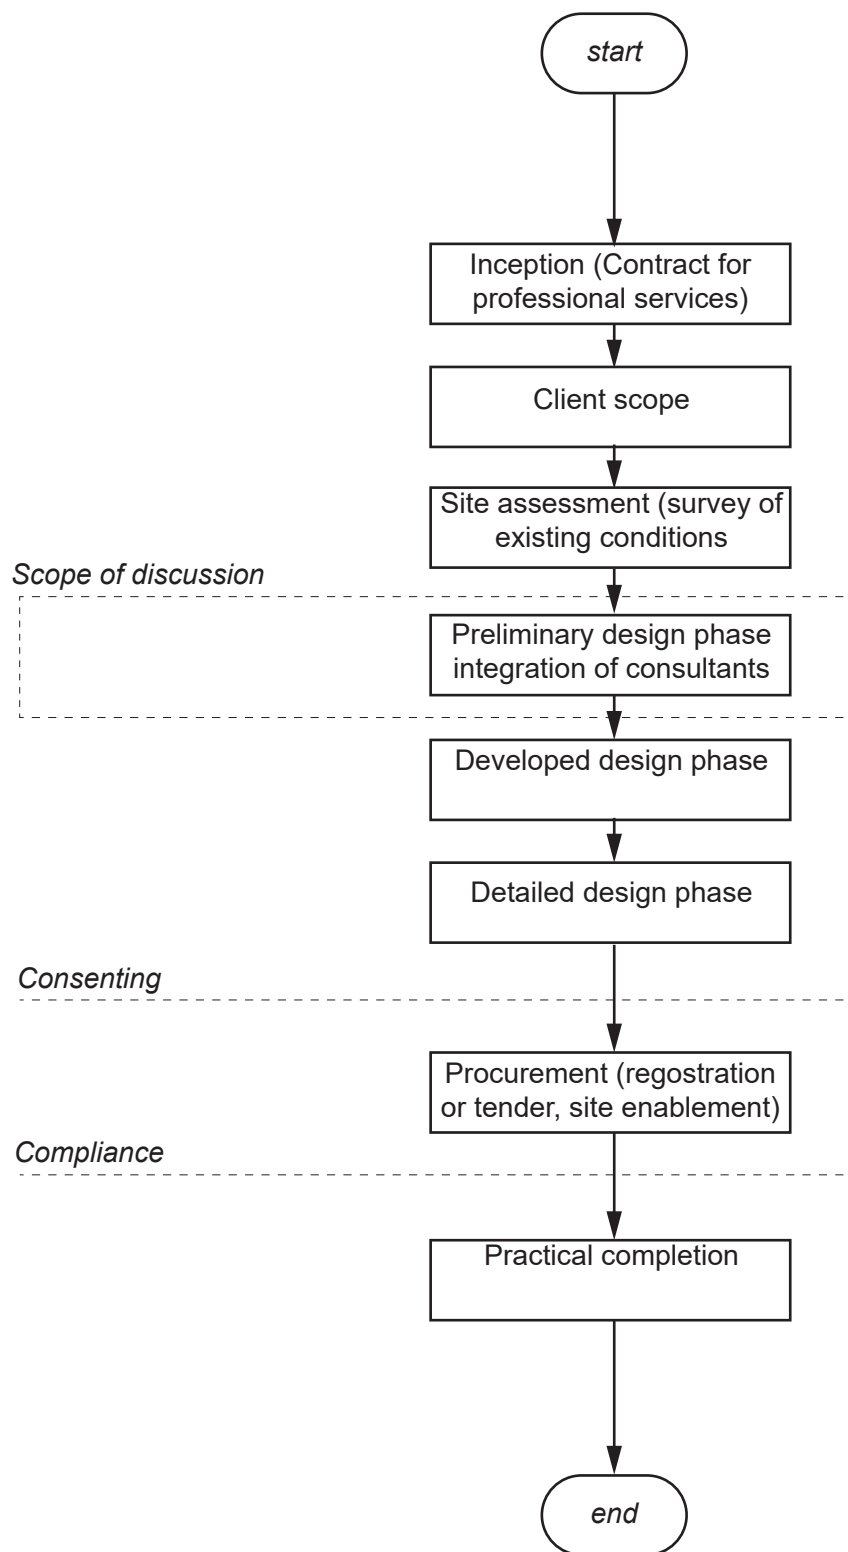 start
Inception (Contract for
professional services)
Client scope
Site assessment (survey of
existing conditions
Scope of discussion
Preliminary design phase
integration of consultants
Developed design phase
Detailed design phase
Consenting
Procurement (regostration
or tender, site enablement)
Compliance
Practical completion
end